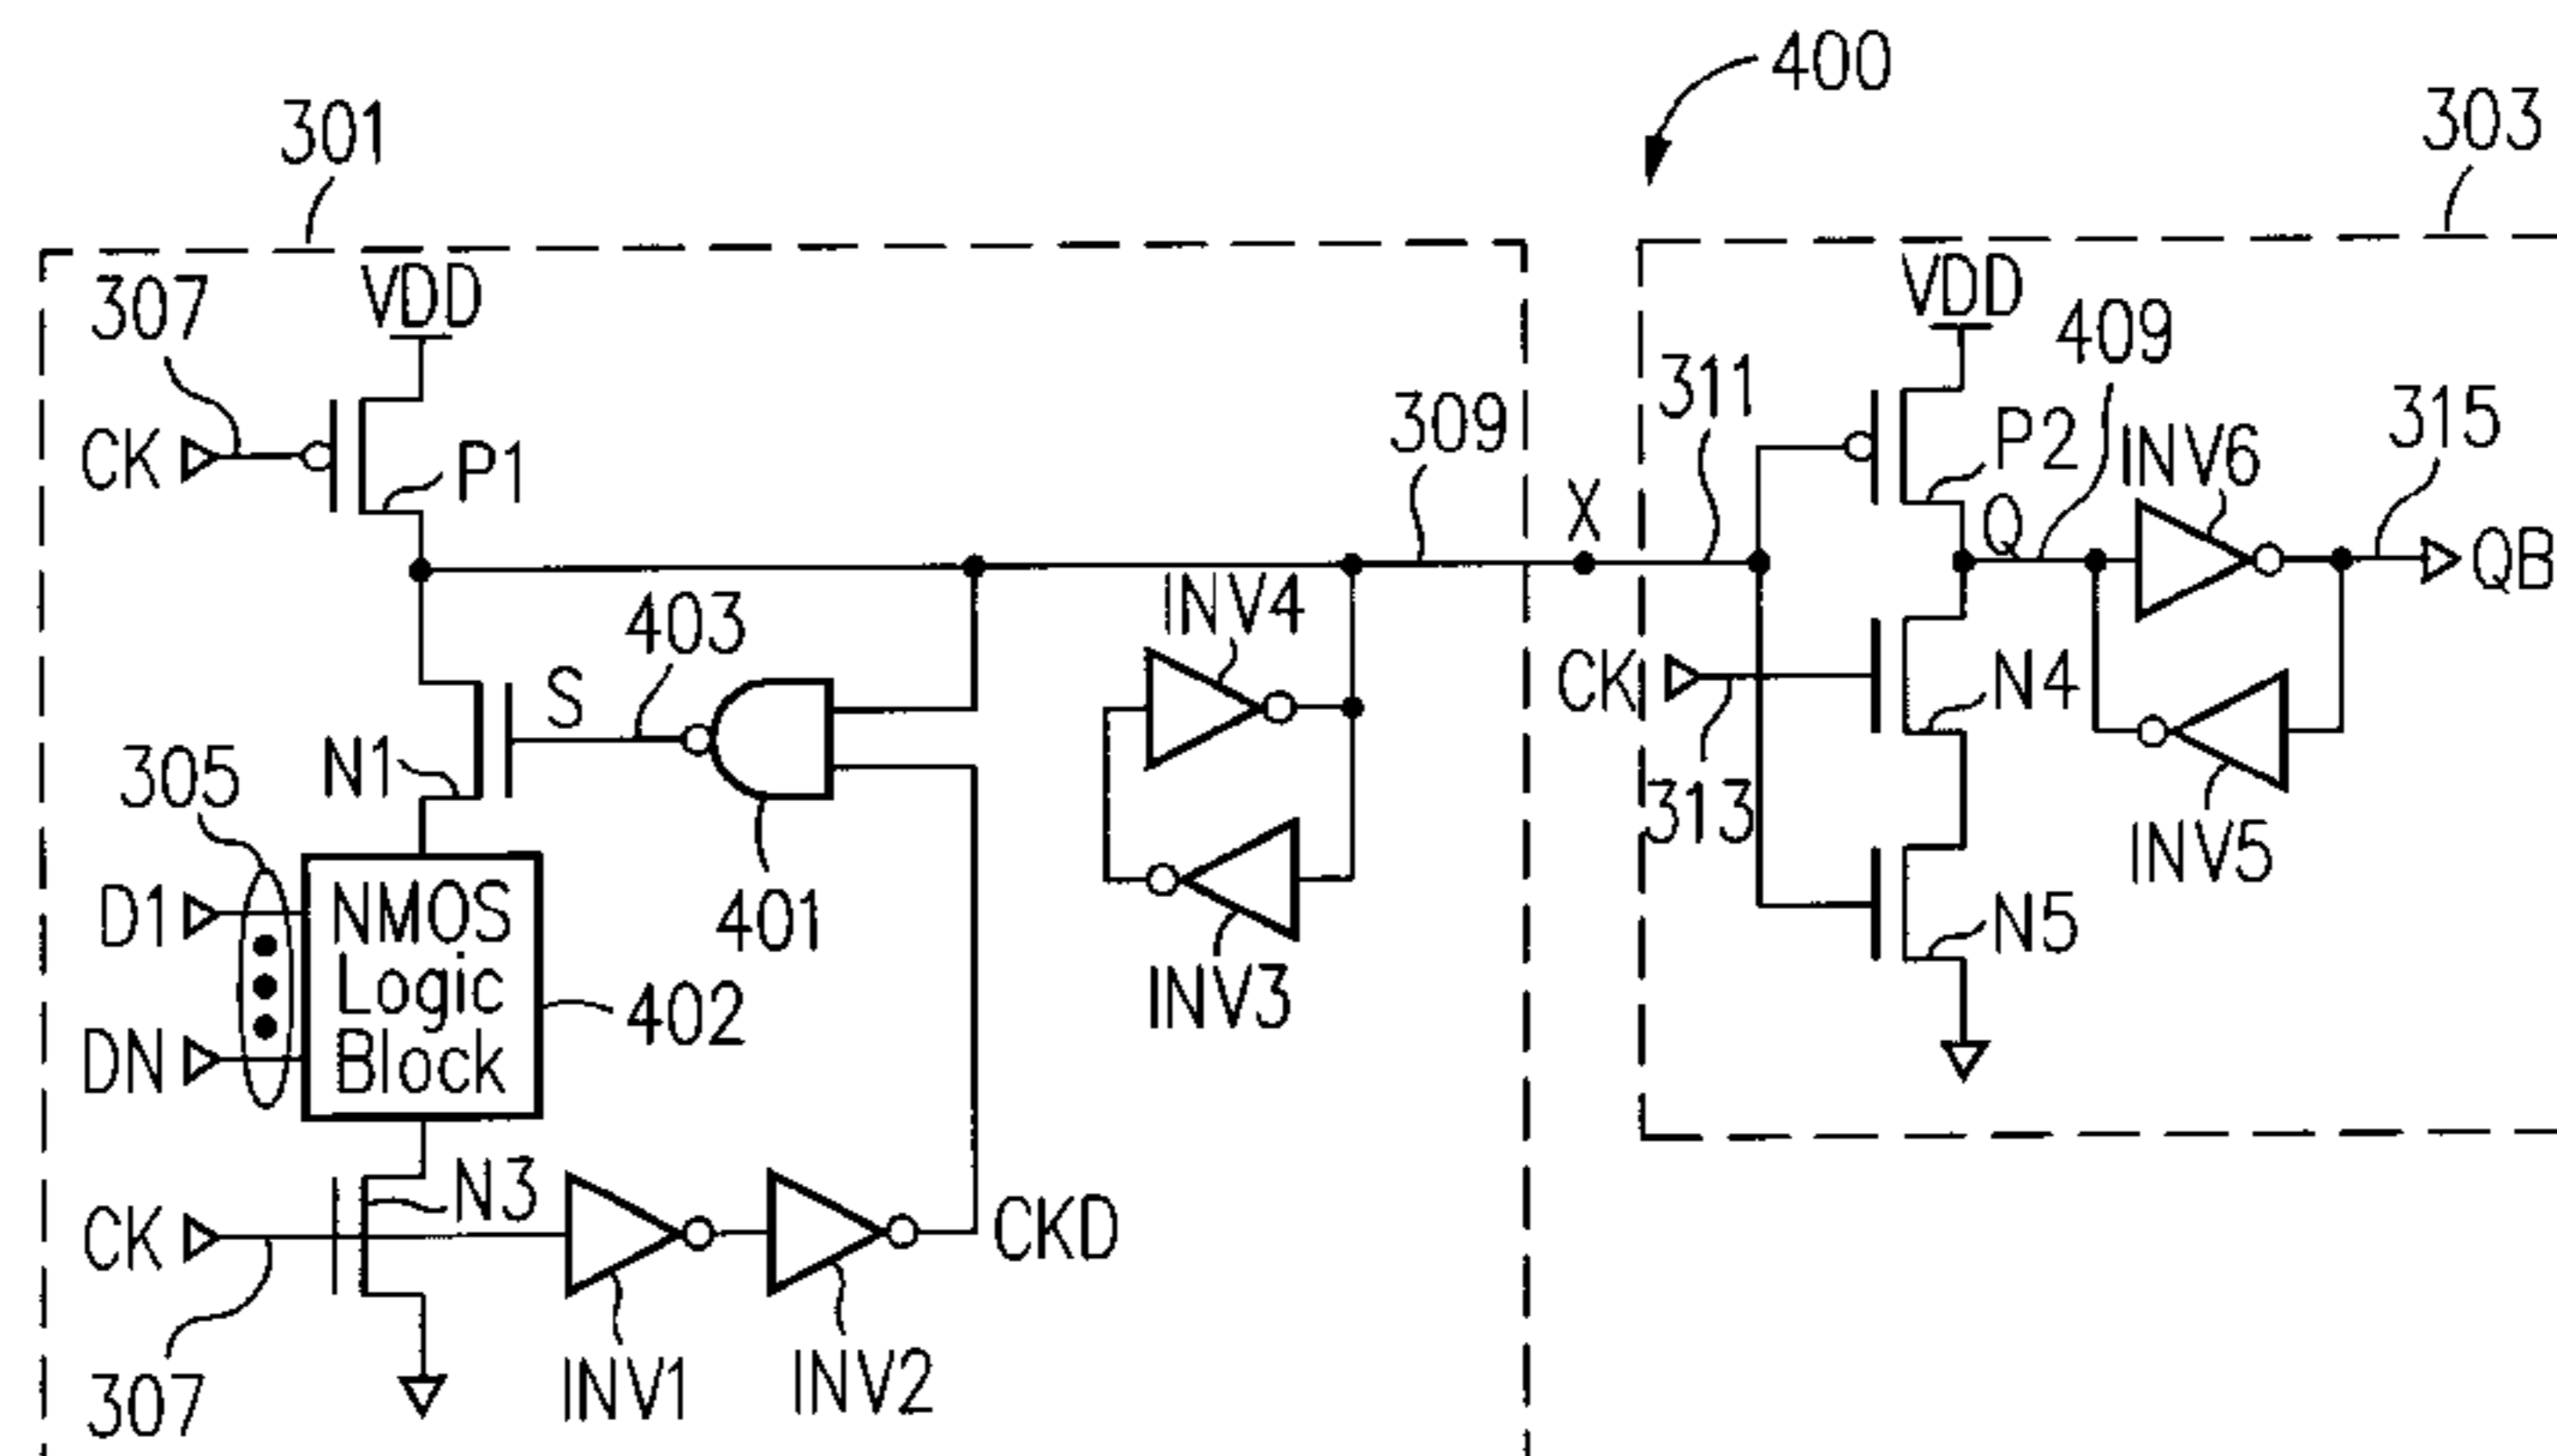 400
301
303
307
VDD
VDD
409
311
315
309
CK
P1
P2
INV6
X
Q
QB
403
INV4
S
CK
N4
N1
305
313
INV5
D1
NMOS
Logic
Block
401
N5
INV3
402
DN
N3
CK
CKD
307
INV1
INV2